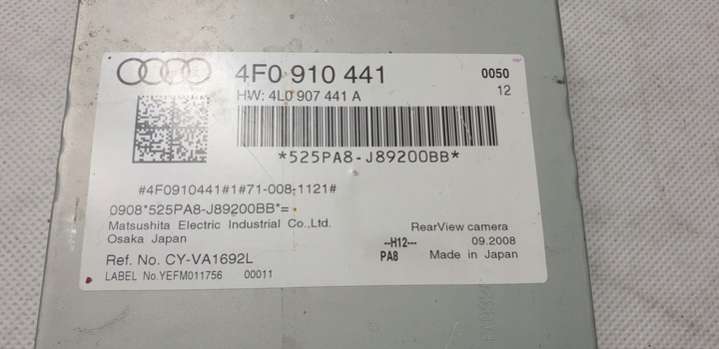 4F0 910 441 0050
HW: 4L0 907 441 A 12
*525PA8-J89200BB*
#4F0910441#1#71-008-1121#
0908*525PA8-J89200BB*=
Matsushita Electric Industrial Co.,Ltd. RearView camera
Osaka Japan --H12--- 09.2008
Ref. No. CY-VA1692L PA8 Made in Japan
LABEL No.YEFM011756 00011